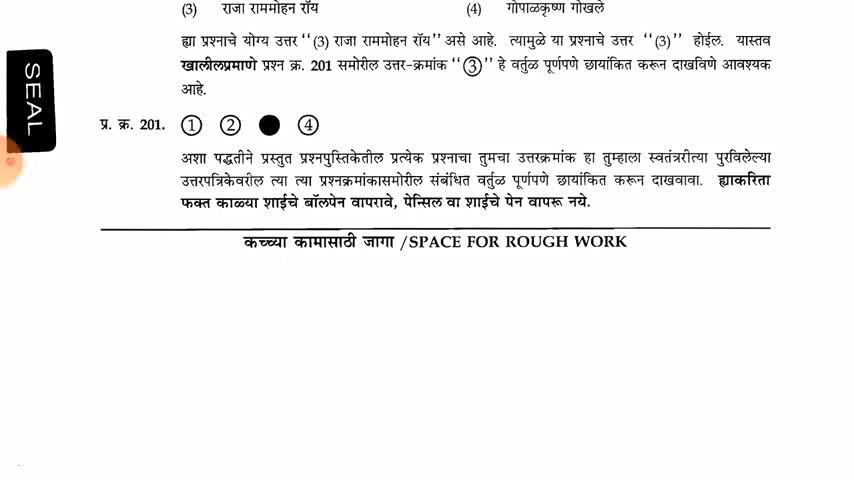 (3) राजा राममोहन रॉय (4) गोपाळकृष्ण गोखले
ह्या प्रश्नाचे योग्य उत्तर “(3) राजा राममोहन रॉय” असे आहे. त्यामुळे या प्रश्नाचे उत्तर “(3)” होईल. यास्तव
खालीलप्रमाणे प्रश्न क्र. 201 समोरील उत्तर-क्रमांक “③” हे वर्तुळ पूर्णपणे छायांकित करून दाखविणे आवश्यक
आहे.
प्र. क्र. 201. ① ② ● ④
अशा पद्धतीने प्रस्तुत प्रश्नपुस्तिकेतील प्रत्येक प्रश्नाचा तुमचा उत्तरक्रमांक हा तुम्हाला स्वतंत्ररीत्या पुरविलेल्या
उत्तरपत्रिकेवरील त्या त्या प्रश्नक्रमांकासमोरील संबंधित वर्तुळ पूर्णपणे छायांकित करून दाखवावा. ह्याकरिता
फक्त काळ्या शाईचे बॉलपेन वापरावे, पेन्सिल वा शाईचे पेन वापरू नये.
कच्च्या कामासाठी जागा /SPACE FOR ROUGH WORK
SEAL